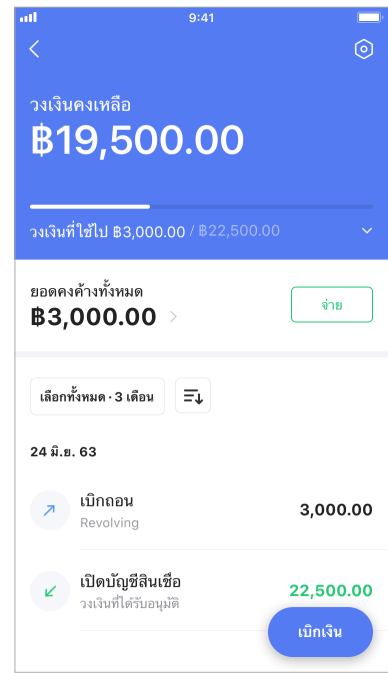 9:41
วงเงินคงเหลือ
฿19,500.00
วงเงินที่ใช้ไป ฿3,000.00 / ฿22,500.00
ยอดคงค้างทั้งหมด
฿3,000.00
จ่าย
เลือกทั้งหมด · 3 เดือน
24 มิ.ย. 63
เบิกถอน
3,000.00
Revolving
เปิดบัญชีสินเชื่อ
22,500.00
วงเงินที่ได้รับอนุมัติ
เบิกเงิน